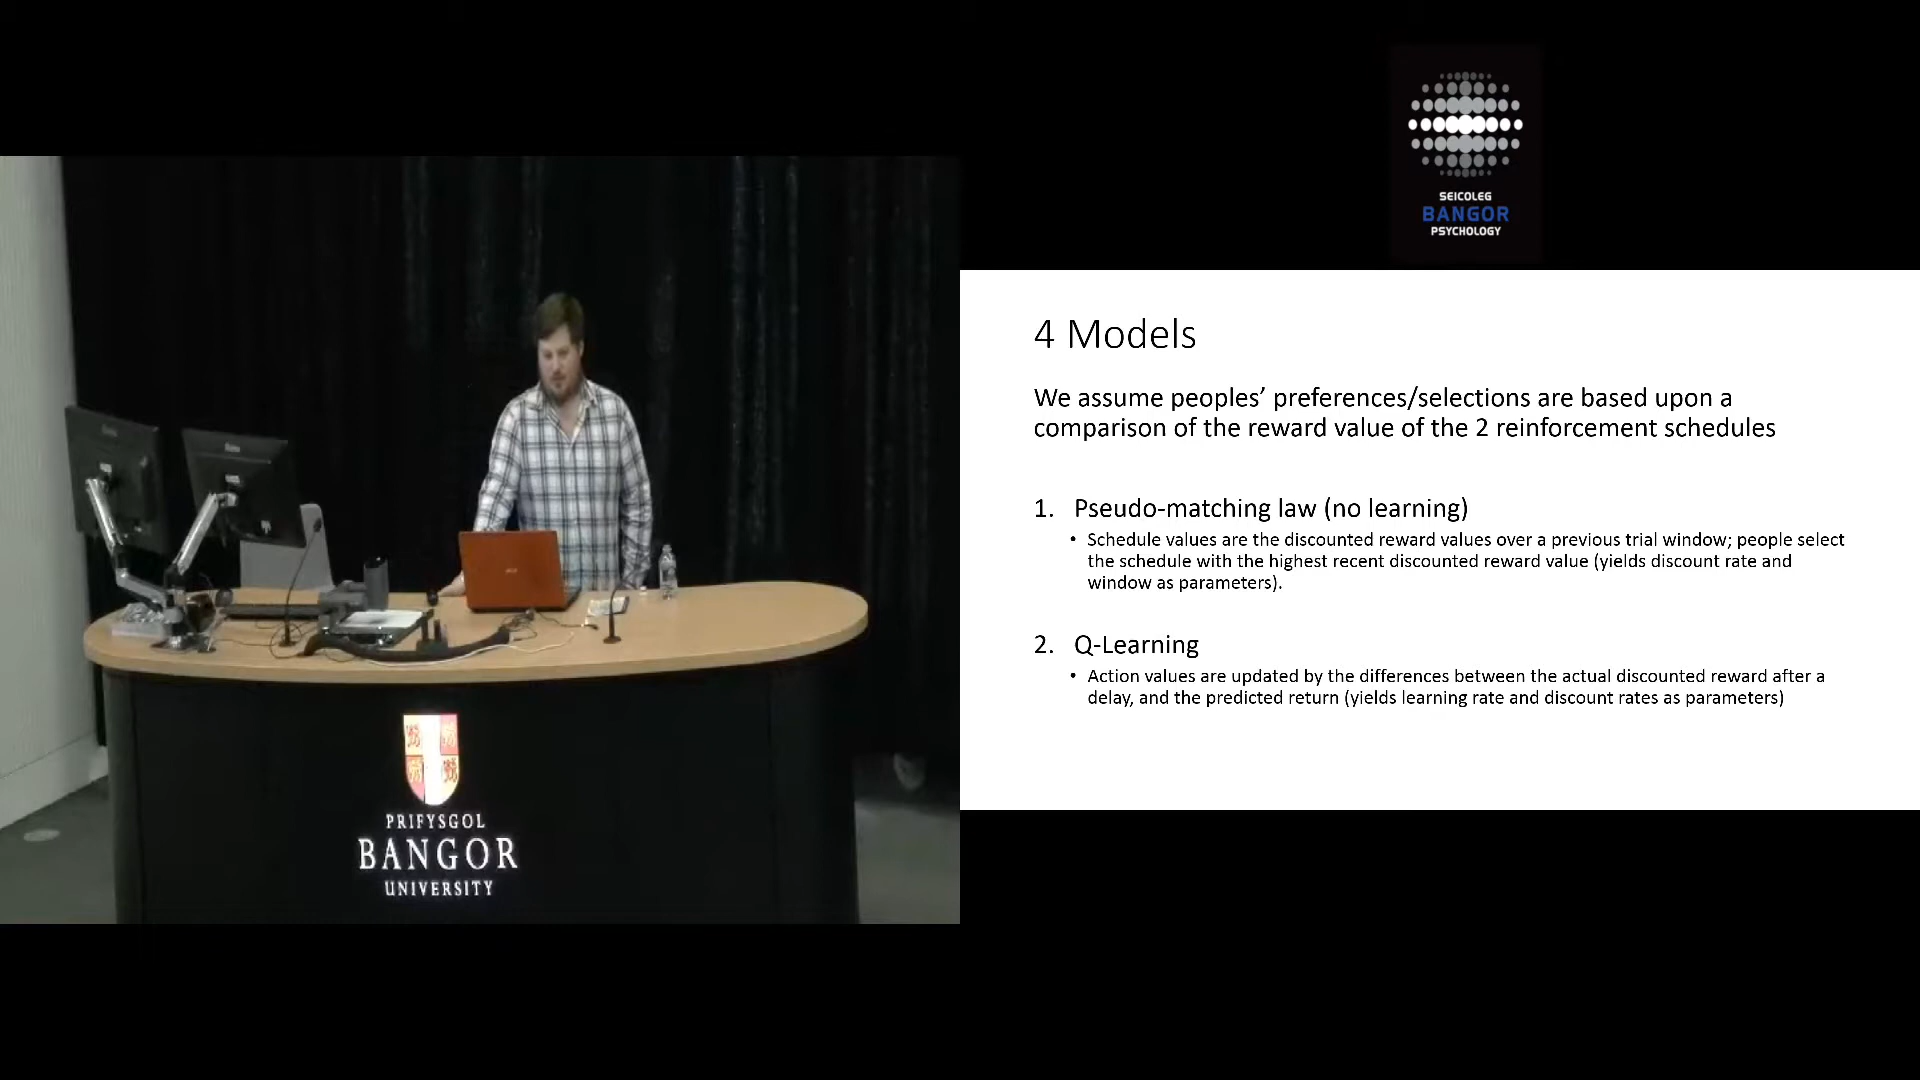 SEICOLEG
BANGOR
PSYCHOLOGY
4 Models
We assume peoples’ preferences/selections are based upon a
comparison of the reward value of the 2 reinforcement schedules
1. Pseudo-matching law (no learning)
• Schedule values are the discounted reward values over a previous trial window; people select
the schedule with the highest recent discounted reward value (yields discount rate and
window as parameters).
2. Q-Learning
• Action values are updated by the differences between the actual discounted reward after a
delay, and the predicted return (yields learning rate and discount rates as parameters)
acer
PRIFYSGOL
BANGOR
UNIVERSITY